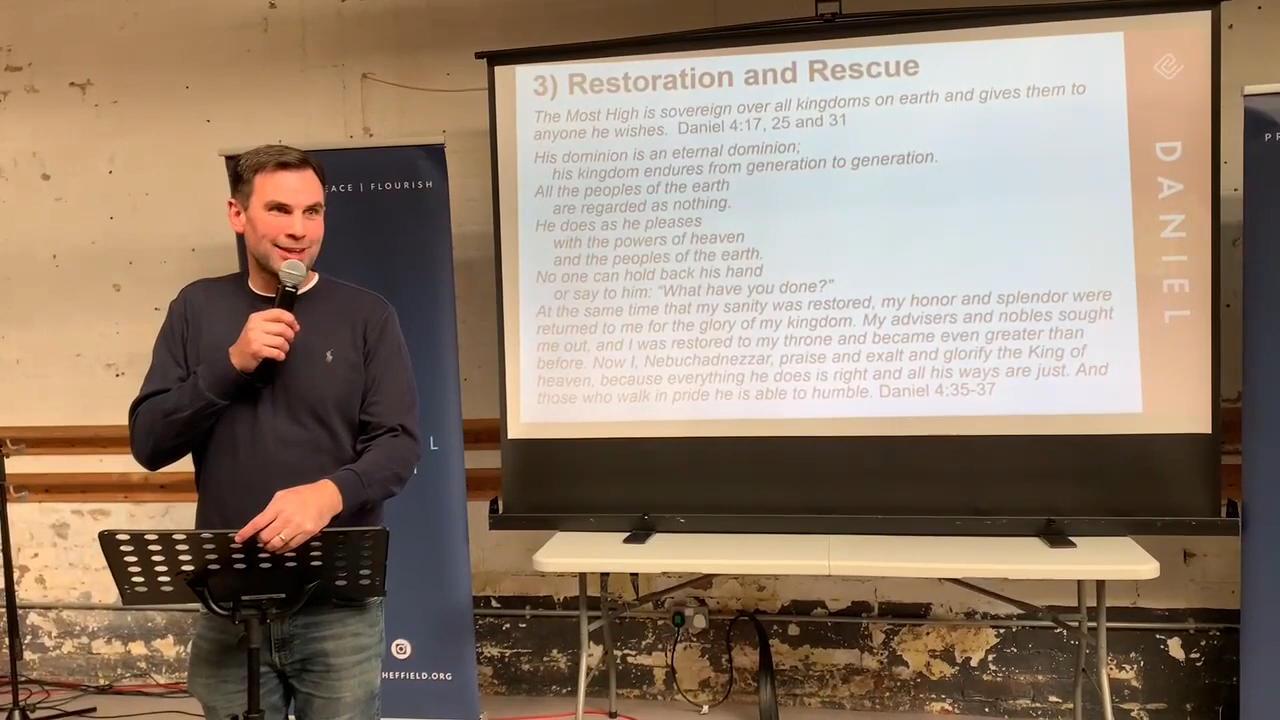 3) Restoration and Rescue
The Most High is sovereign over all kingdoms on earth and gives them to
anyone he wishes. Daniel 4:17, 25 and 31
His dominion is an eternal dominion;
his kingdom endures from generation to generation.
All the peoples of the earth
are regarded as nothing.
He does as he pleases
with the powers of heaven
and the peoples of the earth.
No one can hold back his hand
or say to him: “What have you done?”
At the same time that my sanity was restored, my honor and splendor were
returned to me for the glory of my kingdom. My advisers and nobles sought
me out, and I was restored to my throne and became even greater than
before. Now I, Nebuchadnezzar, praise and exalt and glorify the King of
heaven, because everything he does is right and all his ways are just. And
those who walk in pride he is able to humble. Daniel 4:35-37
DANIEL
EACE | FLOURISH
L
HEFFIELD.ORG
PR